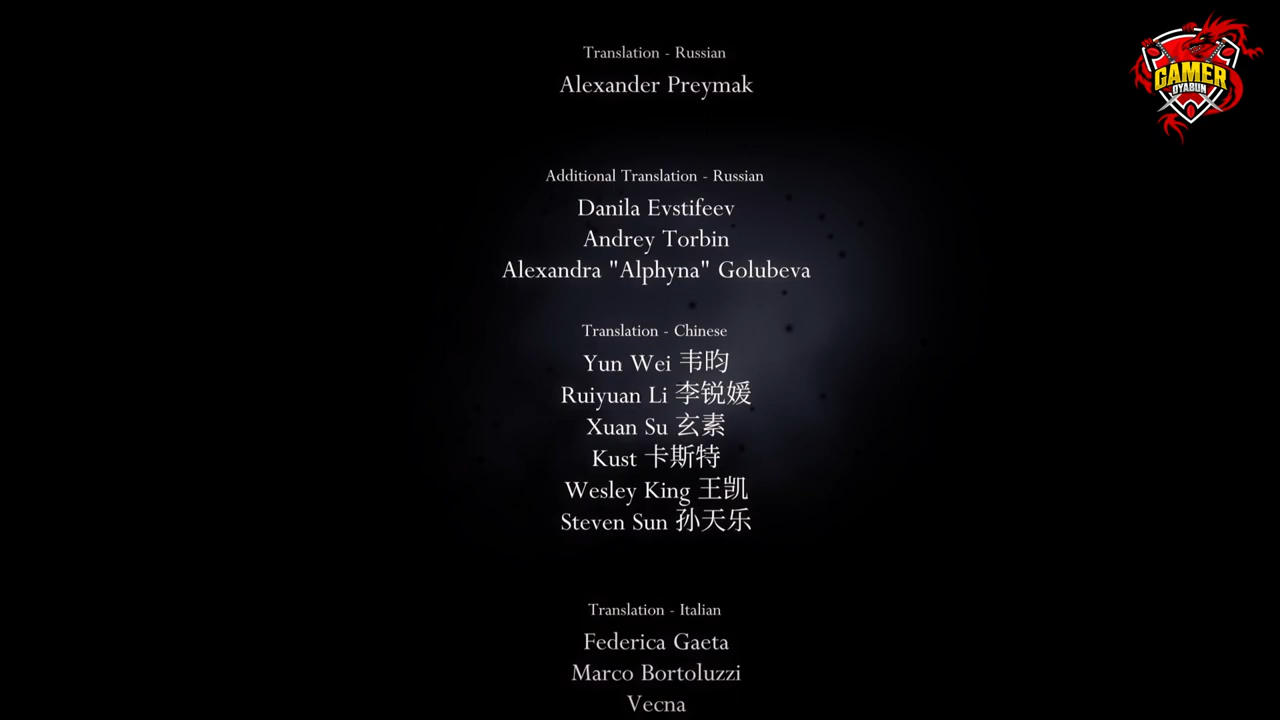 Translation - Russian
Alexander Preymak
Additional Translation - Russian
Danila Evstifeev
Andrey Torbin
Alexandra "Alphyna" Golubeva
Translation - Chinese
Yun Wei 韦昀
Ruiyuan Li 李锐媛
Xuan Su 玄素
Kust 卡斯特
Wesley King 王凯
Steven Sun 孙天乐
Translation - Italian
Federica Gaeta
Marco Bortoluzzi
Vecna
GAMER
OYABUN